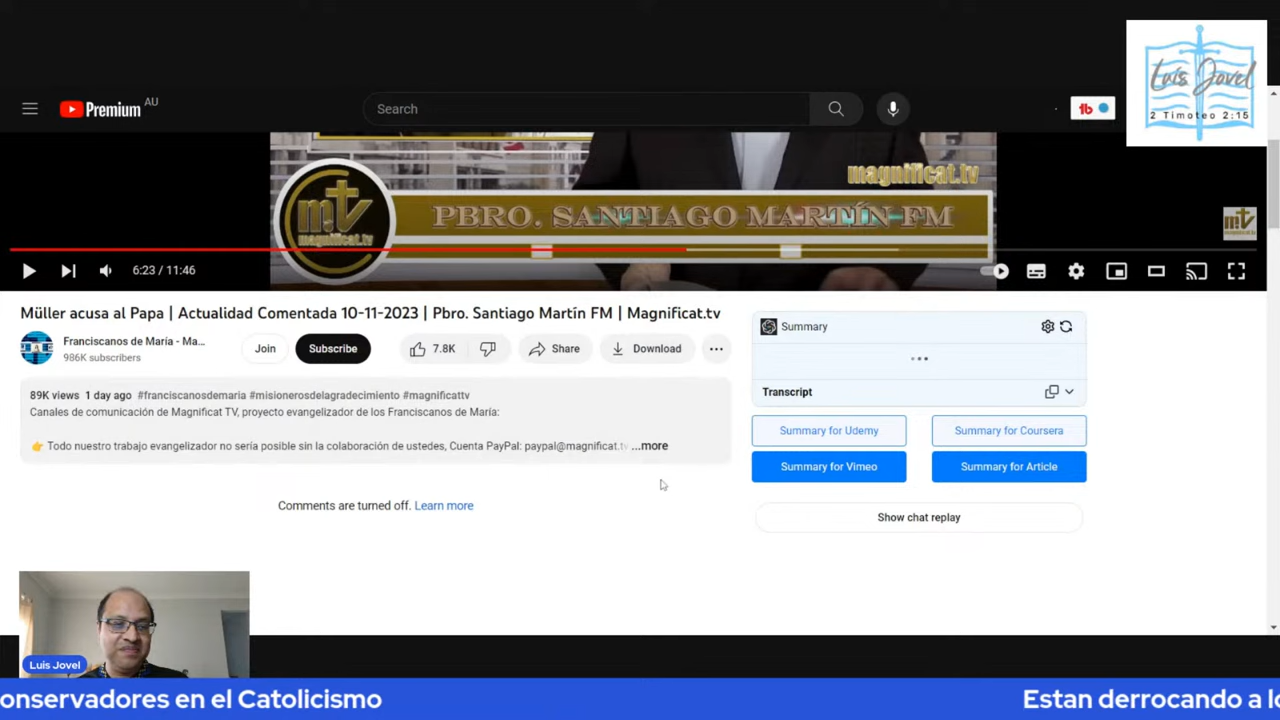 Luis Jovel
2 Timoteo 2:15
Premium AU
Search
magnificat.tv
mtv
magnificat.tv
PBRO. SANTIAGO MARTÍN FM
6:23 / 11:46
Müller acusa al Papa | Actualidad Comentada 10-11-2023 | Pbro. Santiago Martín FM | Magnificat.tv
Franciscanos de María - Ma...
986K subscribers
Join
Subscribe
7.8K
Share
Download
89K views 1 day ago #franciscanosdemaria #misionerosdelagradecimiento #magnificattv
Canales de comunicación de Magnificat TV, proyecto evangelizador de los Franciscanos de María:
👉 Todo nuestro trabajo evangelizador no sería posible sin la colaboración de ustedes, Cuenta PayPal: paypal@magnificat.tv ...more
Comments are turned off. Learn more
Summary
Transcript
Summary for Udemy
Summary for Coursera
Summary for Vimeo
Summary for Article
Show chat replay
Luis Jovel
onservadores en el Catolicismo
Estan derrocando a lo